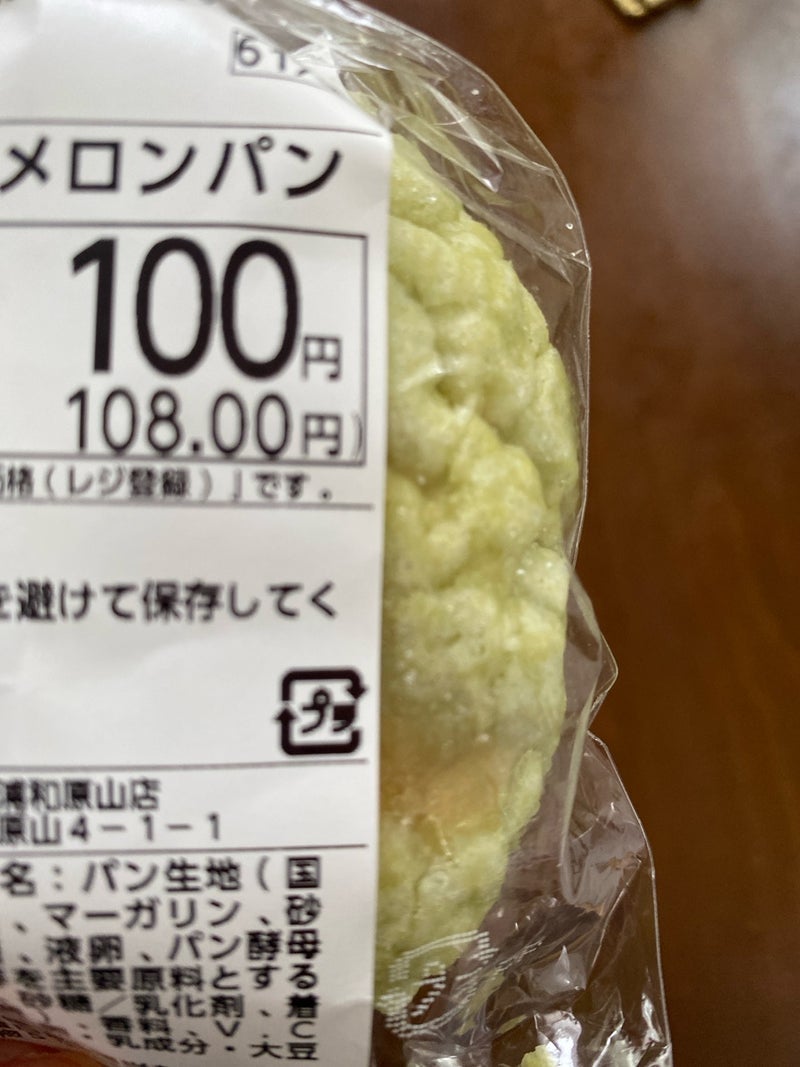 61
メロンパン
100円
108.00円)
格(レジ登録)」です。
を避けて保存してく
プラ
浦和原山店
原山4-1-1
名:パン生地(国
、マーガリン、砂
、液卵、パン酵母
を主要原料とする
砂糖/乳化剤、着
、香料、V.C
乳成分・大豆